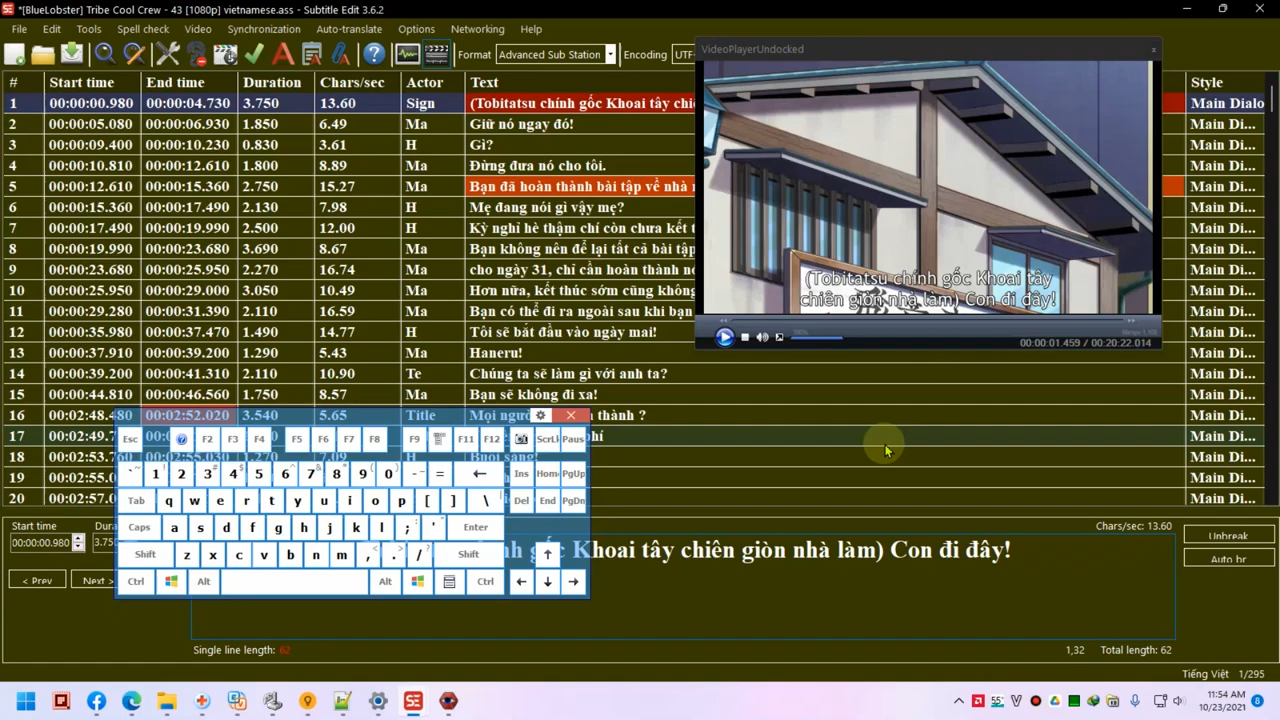 *[BlueLobster] Tribe Cool Crew - 43 [1080p] vietnamese.ass - Subtitle Edit 3.6.2
File Edit Tools Spell check Video Synchronization Auto-translate Options Networking Help
Format Advanced Sub Station Encoding UTF-
VideoPlayerUndocked x
# Start time End time Duration Chars/sec Actor Text Style
1 00:00:00.980 00:00:04.730 3.750 13.60 Sign (Tobitatsu chính gốc Khoai tây chiê Main Dialo
2 00:00:05.080 00:00:06.930 1.850 6.49 Ma Giữ nó ngay đó! Main Di...
3 00:00:09.400 00:00:10.230 0.830 3.61 H Gì? Main Di...
4 00:00:10.810 00:00:12.610 1.800 8.89 Ma Đừng đưa nó cho tôi. Main Di...
5 00:00:12.610 00:00:15.360 2.750 15.27 Ma Bạn đã hoàn thành bài tập về nhà Main Di...
6 00:00:15.360 00:00:17.490 2.130 7.98 H Mẹ đang nói gì vậy mẹ? Main Di...
7 00:00:17.490 00:00:19.990 2.500 12.00 H Kỳ nghỉ hè thậm chí còn chưa kết t Main Di...
8 00:00:19.990 00:00:23.680 3.690 8.67 Ma Bạn không nên để lại tất cả bài tập Main Di...
9 00:00:23.680 00:00:25.950 2.270 16.74 Ma cho ngày 31, chỉ cần hoàn thành nó Main Di...
10 00:00:25.950 00:00:29.000 3.050 10.49 Ma Hơn nữa, kết thúc sớm cũng không Main Di...
11 00:00:29.280 00:00:31.390 2.110 16.59 Ma Bạn có thể đi ra ngoài sau khi bạn Main Di...
12 00:00:35.980 00:00:37.470 1.490 14.77 H Tôi sẽ bắt đầu vào ngày mai! Main Di...
13 00:00:37.910 00:00:39.200 1.290 5.43 Ma Haneru! Main Di...
14 00:00:39.200 00:00:41.310 2.110 10.90 Te Chúng ta sẽ làm gì với anh ta? Main Di...
15 00:00:44.810 00:00:46.560 1.750 8.57 Ma Bạn sẽ không đi xa! Main Di...
16 00:02:48.480 00:02:52.020 3.540 5.65 Title Mọi ngườ thành ? Main Di...
17 00:02:49.7 Main Di...
18 00:02:53. H Buổi sáng! Main Di...
19 00:02:55.0 Main Di...
20 00:02:57.0 Main Di...
(Tobitatsu chính gốc Khoai tây
chiên giòn nhà làm) Con đi đây!
00:00:01.459 / 00:20:22.014
Esc F2 F3 F4 F5 F6 F7 F8 F9 F11 F12 ScrLk Paus
` ~ 1 ! 2 3 # 4 $ 5 6 7 & 8 * 9 ( 0 ) - = ← Ins Home PgUp
Tab q w e r t y u i o p [ ] \ | Del End PgDn
Caps a s d f g h j k l ; : ' " Enter
Shift z x c v b n m , < . > / ? Shift ↑
Ctrl Alt Alt Ctrl ← ↓ →
Start time Dura
00:00:00.980 3.750
< Prev Next >
Chars/sec: 13.60
Khoai tây chiên giòn nhà làm) Con đi đây!
Unbreak
Auto br
Single line length: 62 1,32 Total length: 62
Tiếng Việt 1/295
SE 55° V 11:54 AM
10/23/2021 8